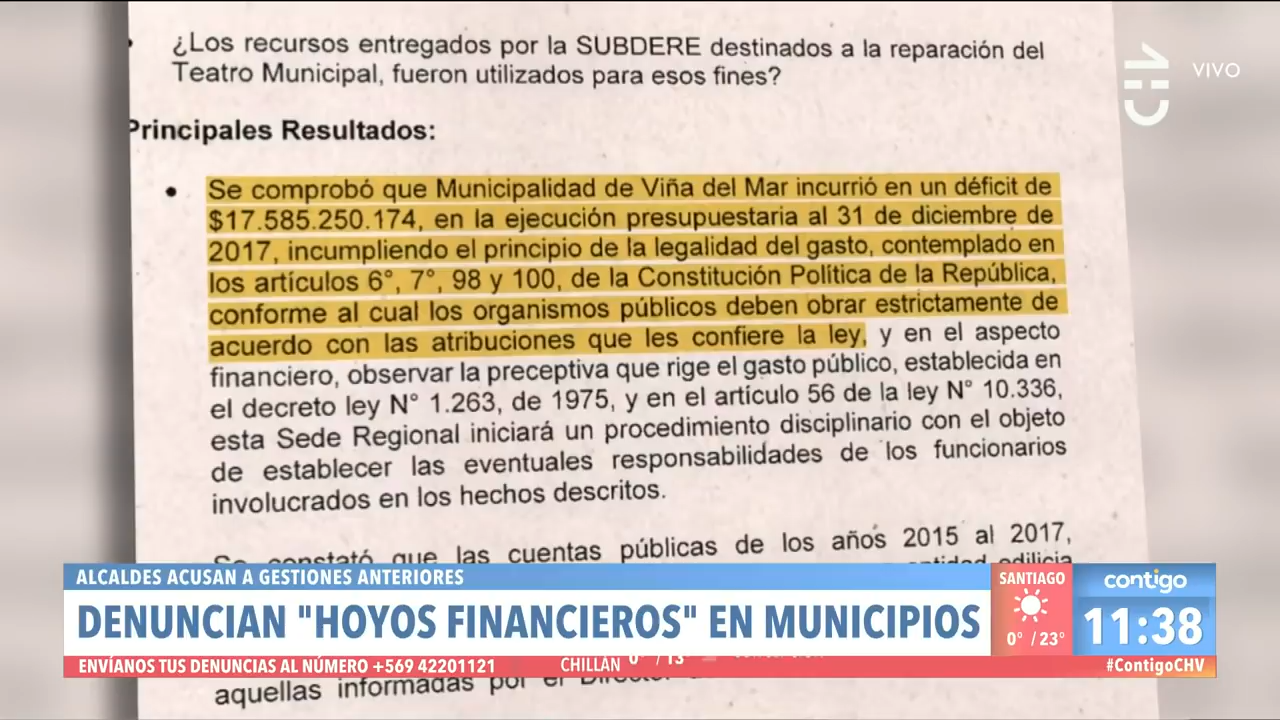 ¿Los recursos entregados por la SUBDERE destinados a la reparación del
Teatro Municipal, fueron utilizados para esos fines?
CHV
VIVO
Principales Resultados:
• Se comprobó que Municipalidad de Viña del Mar incurrió en un déficit de
$17.585.250.174, en la ejecución presupuestaria al 31 de diciembre de
2017, incumpliendo el principio de la legalidad del gasto, contemplado en
los artículos 6°, 7°, 98 y 100, de la Constitución Política de la República,
conforme al cual los organismos públicos deben obrar estrictamente de
acuerdo con las atribuciones que les confiere la ley, y en el aspecto
financiero, observar la preceptiva que rige el gasto público, establecida en
el decreto ley N° 1.263, de 1975, y en el artículo 56 de la ley N° 10.336,
esta Sede Regional iniciará un procedimiento disciplinario con el objeto
de establecer las eventuales responsabilidades de los funcionarios
involucrados en los hechos descritos.
Se constató que las cuentas públicas de los años 2015 al 2017,
entidad edilicia
ALCALDES ACUSAN A GESTIONES ANTERIORES
DENUNCIAN "HOYOS FINANCIEROS" EN MUNICIPIOS
SANTIAGO
0° / 23°
contigo
11:38
ENVÍANOS TUS DENUNCIAS AL NÚMERO +569 42201121
CHILLÁN 0° / 13°
#ContigoCHV
aquellas informadas por el Director